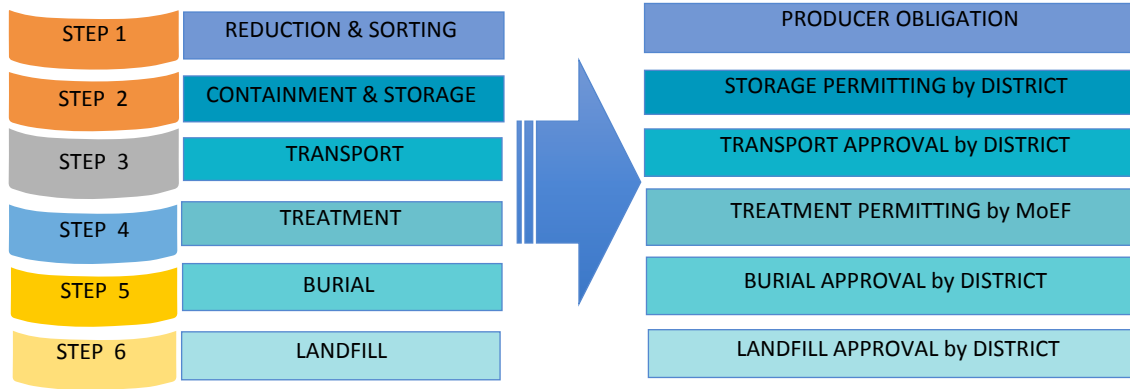 STEP 1
REDUCTION & SORTING
PRODUCER OBLIGATION
STEP 2
CONTAINMENT & STORAGE
STORAGE PERMITTING by DISTRICT
STEP 3
TRANSPORT
TRANSPORT APPROVAL by DISTRICT
STEP 4
TREATMENT
TREATMENT PERMITTING by MoEF
STEP 5
BURIAL
BURIAL APPROVAL by DISTRICT
STEP 6
LANDFILL
LANDFILL APPROVAL by DISTRICT